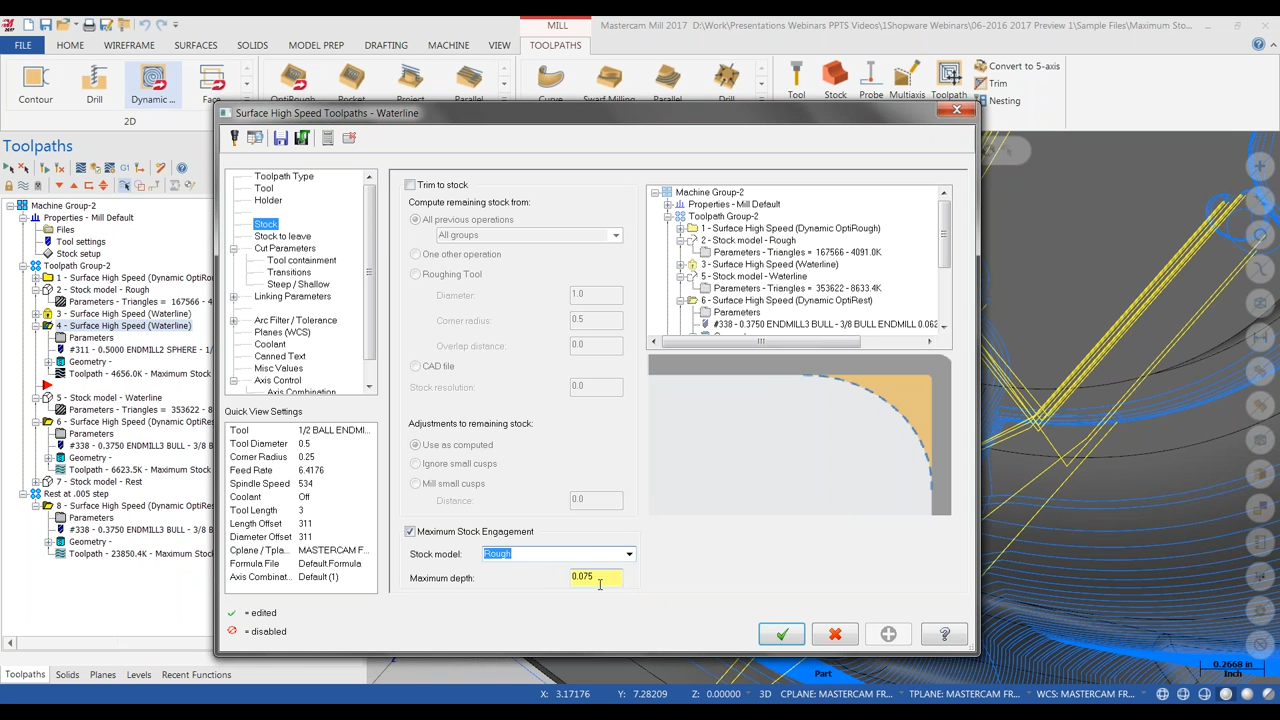 MILL
Mastercam Mill 2017 D:\Work\Presentations Webinars PPTS Videos\1Shopware Webinars\06-2016 2017 Preview 1\Sample Files\Maximum Sto...
FILE HOME WIREFRAME SURFACES SOLIDS MODEL PREP DRAFTING MACHINE VIEW TOOLPATHS
Contour Drill Dynamic ... Face OptiRough Pocket Project Parallel Curve Swarf Milling Parallel Drill Tool Stock Probe Multiaxis Toolpath
Convert to 5-axis
Trim
Nesting
2D
Surface High Speed Toolpaths - Waterline
Toolpaths
Machine Group-2
Properties - Mill Default
Files
Tool settings
Stock setup
Toolpath Group-2
1 - Surface High Speed (Dynamic OptiRo
2 - Stock model - Rough
Parameters - Triangles = 167566 -
3 - Surface High Speed (Waterline)
4 - Surface High Speed (Waterline)
Parameters
#311 - 0.5000 ENDMILL2 SPHERE - 1/
Geometry -
Toolpath - 4656.0K - Maximum Stock
5 - Stock model - Waterline
Parameters - Triangles = 353622 - 8
6 - Surface High Speed (Dynamic OptiRe
Parameters
#338 - 0.3750 ENDMILL3 BULL - 3/8 B
Geometry -
Toolpath - 6623.5K - Maximum Stock
7 - Stock model - Rest
Rest at .005 step
8 - Surface High Speed (Dynamic OptiRe
Parameters
#338 - 0.3750 ENDMILL3 BULL - 3/8 B
Geometry -
Toolpath - 23850.4K - Maximum Stock
Toolpath Type
Tool
Holder
Stock
Stock to leave
Cut Parameters
Tool containment
Transitions
Steep / Shallow
Linking Parameters
Arc Filter / Tolerance
Planes (WCS)
Coolant
Canned Text
Misc Values
Axis Control
Axis Combination
Quick View Settings
Tool 1/2 BALL ENDMI...
Tool Diameter 0.5
Corner Radius 0.25
Feed Rate 6.4176
Spindle Speed 534
Coolant Off
Tool Length 3
Length Offset 311
Diameter Offset 311
Cplane / Tpla... MASTERCAM F...
Formula File Default.Formula
Axis Combinat... Default (1)
= edited
= disabled
Trim to stock
Compute remaining stock from:
All previous operations
All groups
One other operation
Roughing Tool
Diameter: 1.0
Corner radius: 0.5
Overlap distance: 0.0
CAD file
Stock resolution: 0.0
Adjustments to remaining stock:
Use as computed
Ignore small cusps
Mill small cusps
Distance: 0.0
Maximum Stock Engagement
Stock model: Rough
Maximum depth: 0.075
Machine Group-2
Properties - Mill Default
Toolpath Group-2
1 - Surface High Speed (Dynamic OptiRough)
2 - Stock model - Rough
Parameters - Triangles = 167566 - 4091.0K
3 - Surface High Speed (Waterline)
5 - Stock model - Waterline
Parameters - Triangles = 353622 - 8633.4K
6 - Surface High Speed (Dynamic OptiRest)
Parameters
#338 - 0.3750 ENDMILL3 BULL - 3/8 BULL ENDMILL 0.062
0.2668 in
Inch
Part
Toolpaths Solids Planes Levels Recent Functions
X: 3.17176 Y: 7.28209 Z: 0.00000 3D CPLANE: MASTERCAM FR... TPLANE: MASTERCAM FR... WCS: MASTERCAM FR...